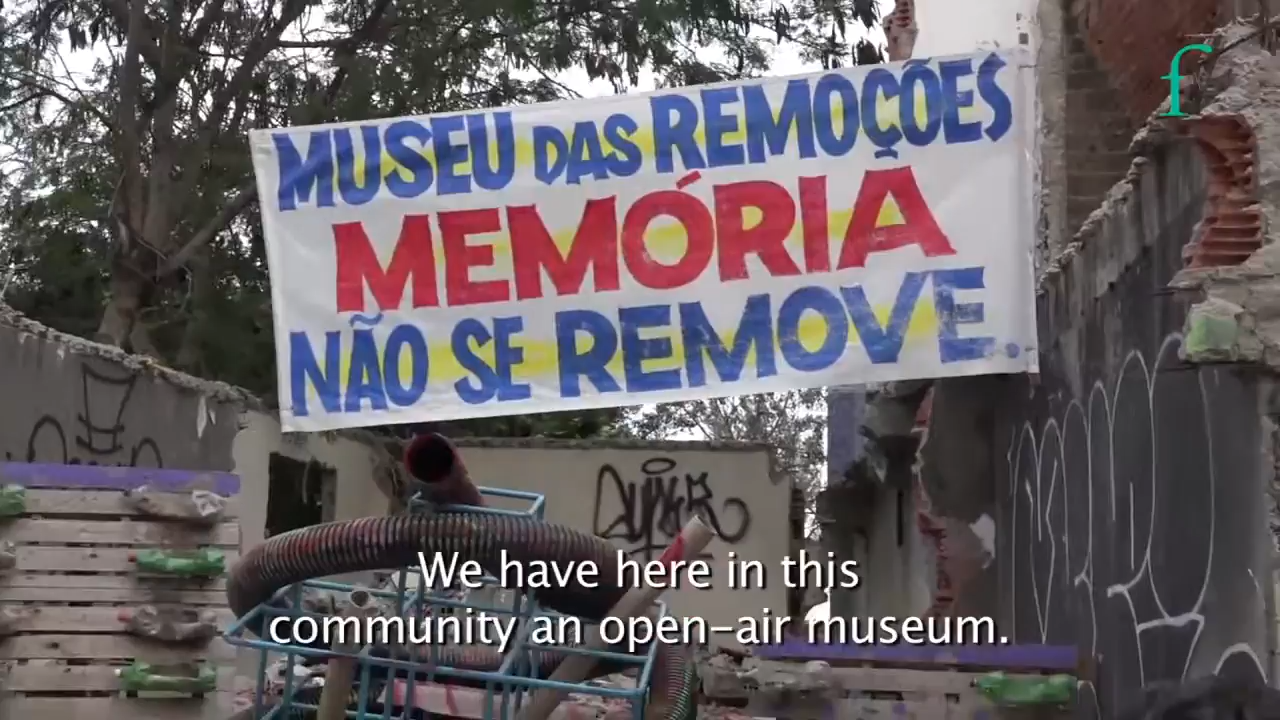 MUSEU DAS REMOÇÕES
MEMÓRIA
NÃO SE REMOVE.
f
We have here in this
community an open-air museum.